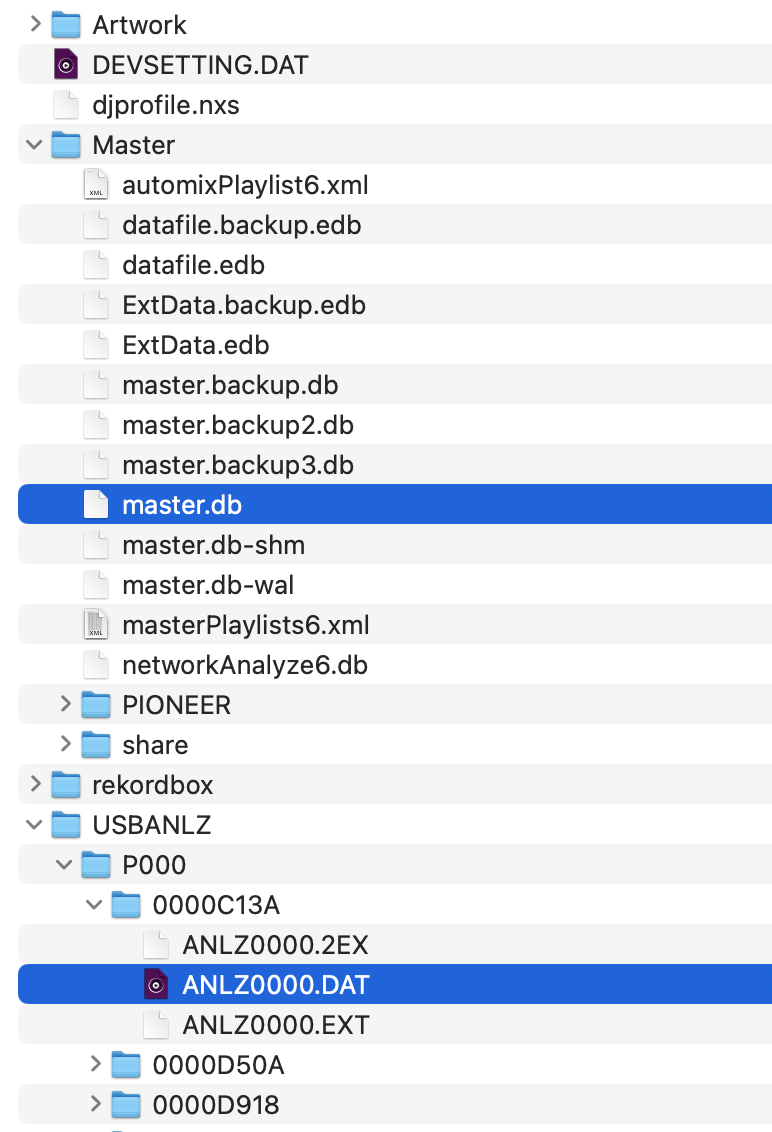 Artwork
DEVSETTING.DAT
djprofile.nxs
Master
XML
automixPlaylist6.xml
datafile.backup.edb
datafile.edb
ExtData.backup.edb
ExtData.edb
master.backup.db
master.backup2.db
master.backup3.db
master.db
master.db-shm
master.db-wal
XML
masterPlaylists6.xml
networkAnalyze6.db
PIONEER
share
rekordbox
USBANLZ
P000
0000C13A
ANLZ0000.2EX
ANLZ0000.DAT
ANLZ0000.EXT
0000D50A
0000D918